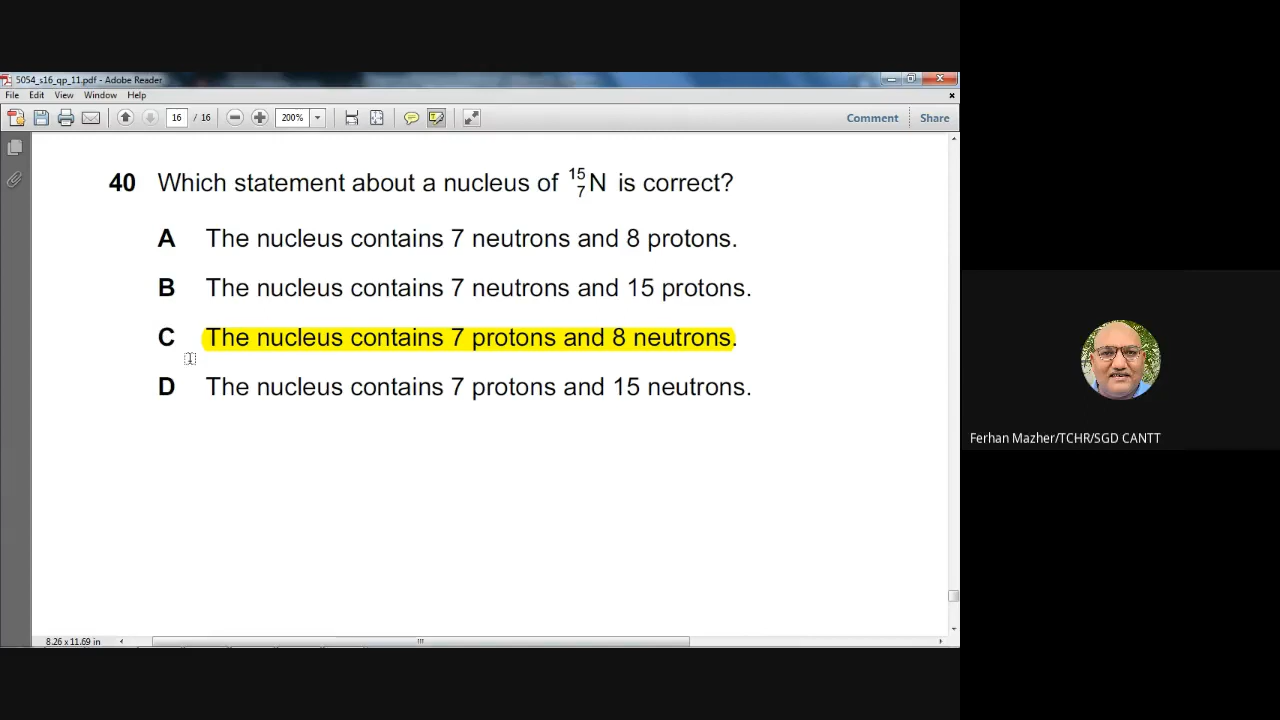 5054_s16_qp_11.pdf - Adobe Reader
File Edit View Window Help
16 / 16 200% Comment Share
40 Which statement about a nucleus of ¹⁵₇N is correct?
A The nucleus contains 7 neutrons and 8 protons.
B The nucleus contains 7 neutrons and 15 protons.
C The nucleus contains 7 protons and 8 neutrons.
D The nucleus contains 7 protons and 15 neutrons.
Ferhan Mazher/TCHR/SGD CANTT
8.26 x 11.69 in